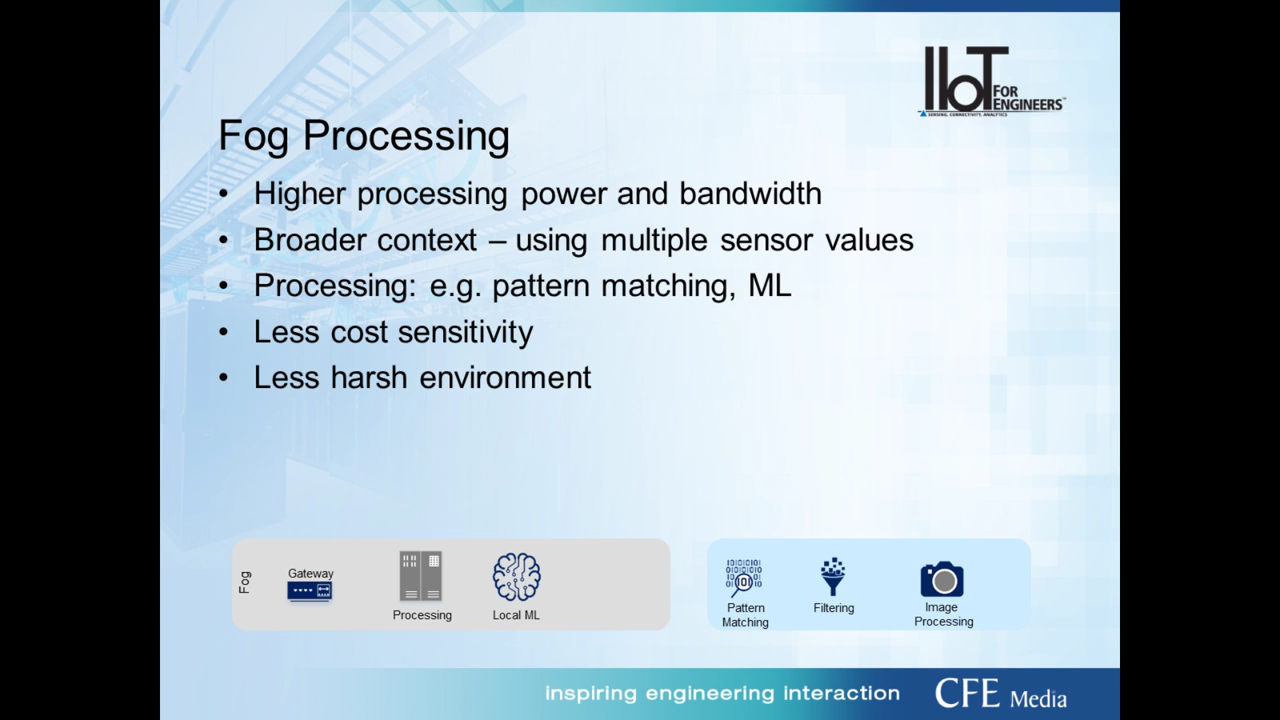 IIoT FOR ENGINEERS™
SENSING, CONNECTIVITY, ANALYTICS
Fog Processing
• Higher processing power and bandwidth
• Broader context – using multiple sensor values
• Processing: e.g. pattern matching, ML
• Less cost sensitivity
• Less harsh environment
Fog
Gateway
Processing
Local ML
Pattern
Matching
Filtering
Image
Processing
inspiring engineering interaction
CFE Media